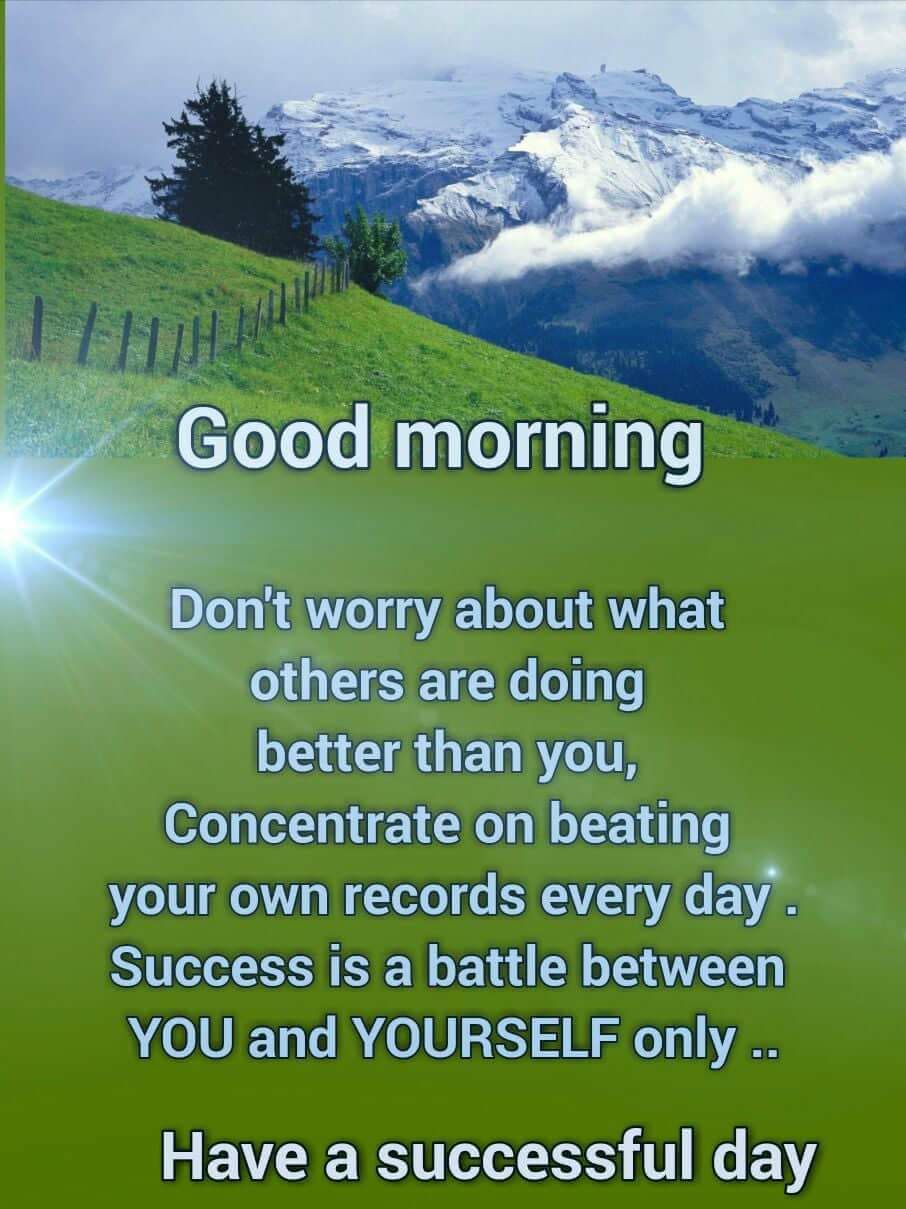 Good morning
Don't worry about what
others are doing
better than you,
Concentrate on beating
your own records every day .
Success is a battle between
YOU and YOURSELF only ..
Have a successful day